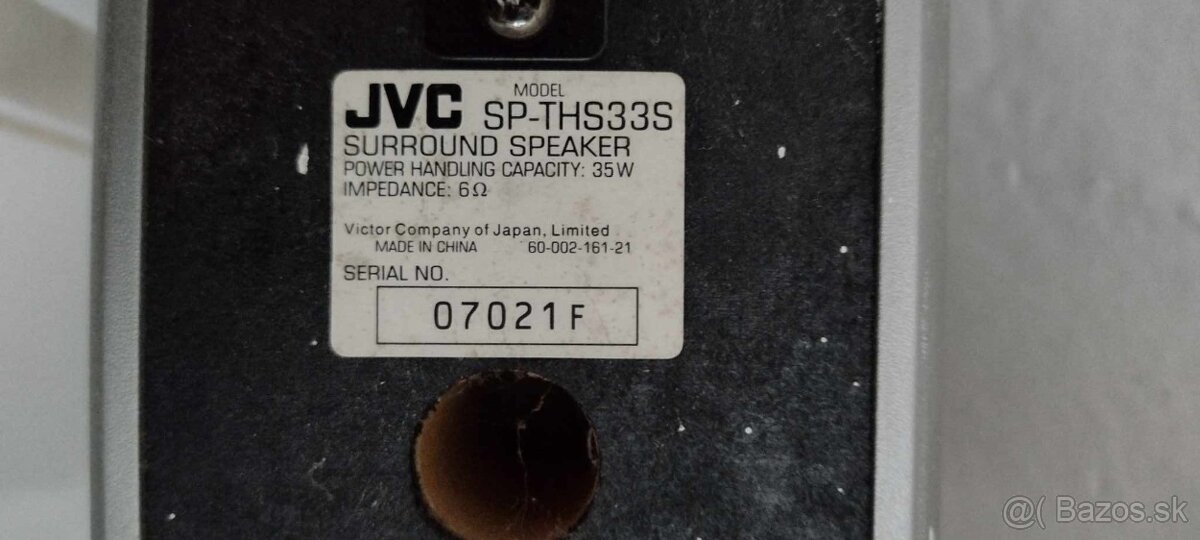 MODEL
JVC SP-THS33S
SURROUND SPEAKER
POWER HANDLING CAPACITY: 35W
IMPEDANCE: 6Ω
Victor Company of Japan, Limited
MADE IN CHINA 60-002-161-21
SERIAL NO.
07021F
@( Bazos.sk